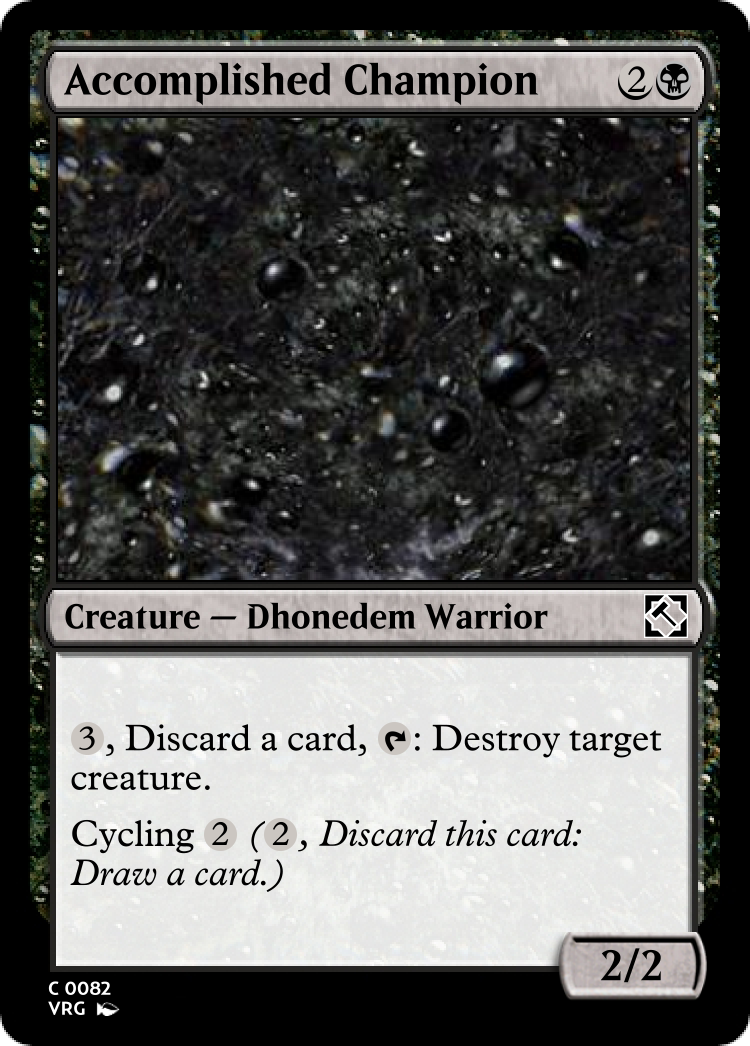 Accomplished Champion 2
Creature — Dhonedem Warrior
3, Discard a card, : Destroy target
creature.
Cycling 2 (2, Discard this card:
Draw a card.)
2/2
C 0082
VRG